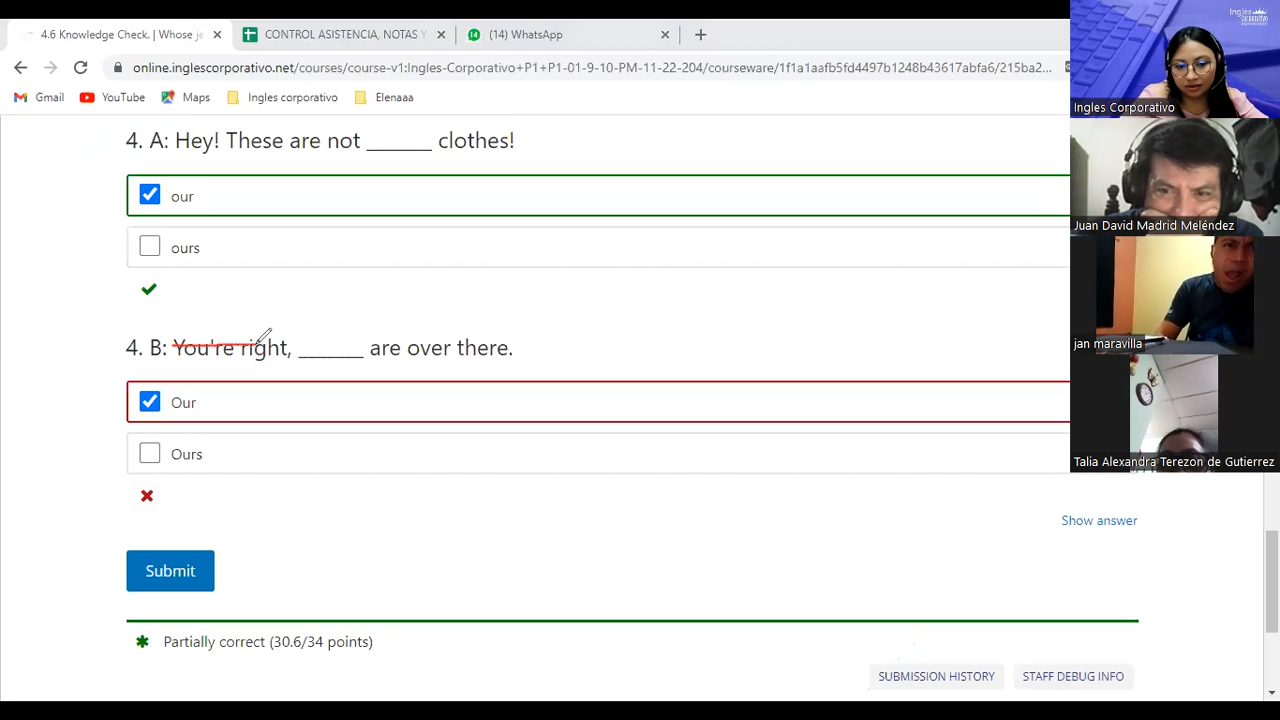 4.6 Knowledge Check. | Whose je
CONTROL ASISTENCIA, NOTAS Y
(14) WhatsApp
online.inglescorporativo.net/courses/course-v1:Ingles-Corporativo+P1+P1-01-9-10-PM-11-22-204/courseware/1f1a1aafb5fd4497b1248b43617abfa6/215ba2...
Gmail
YouTube
Maps
Ingles corporativo
Elenaaa
Ingles Corporativo
Ingles Corporativo
Juan David Madrid Meléndez
jan maravilla
Talia Alexandra Terezon de Gutierrez
4. A: Hey! These are not _______ clothes!
our
ours
4. B: You're right, _______ are over there.
Our
Ours
Show answer
Submit
Partially correct (30.6/34 points)
SUBMISSION HISTORY
STAFF DEBUG INFO